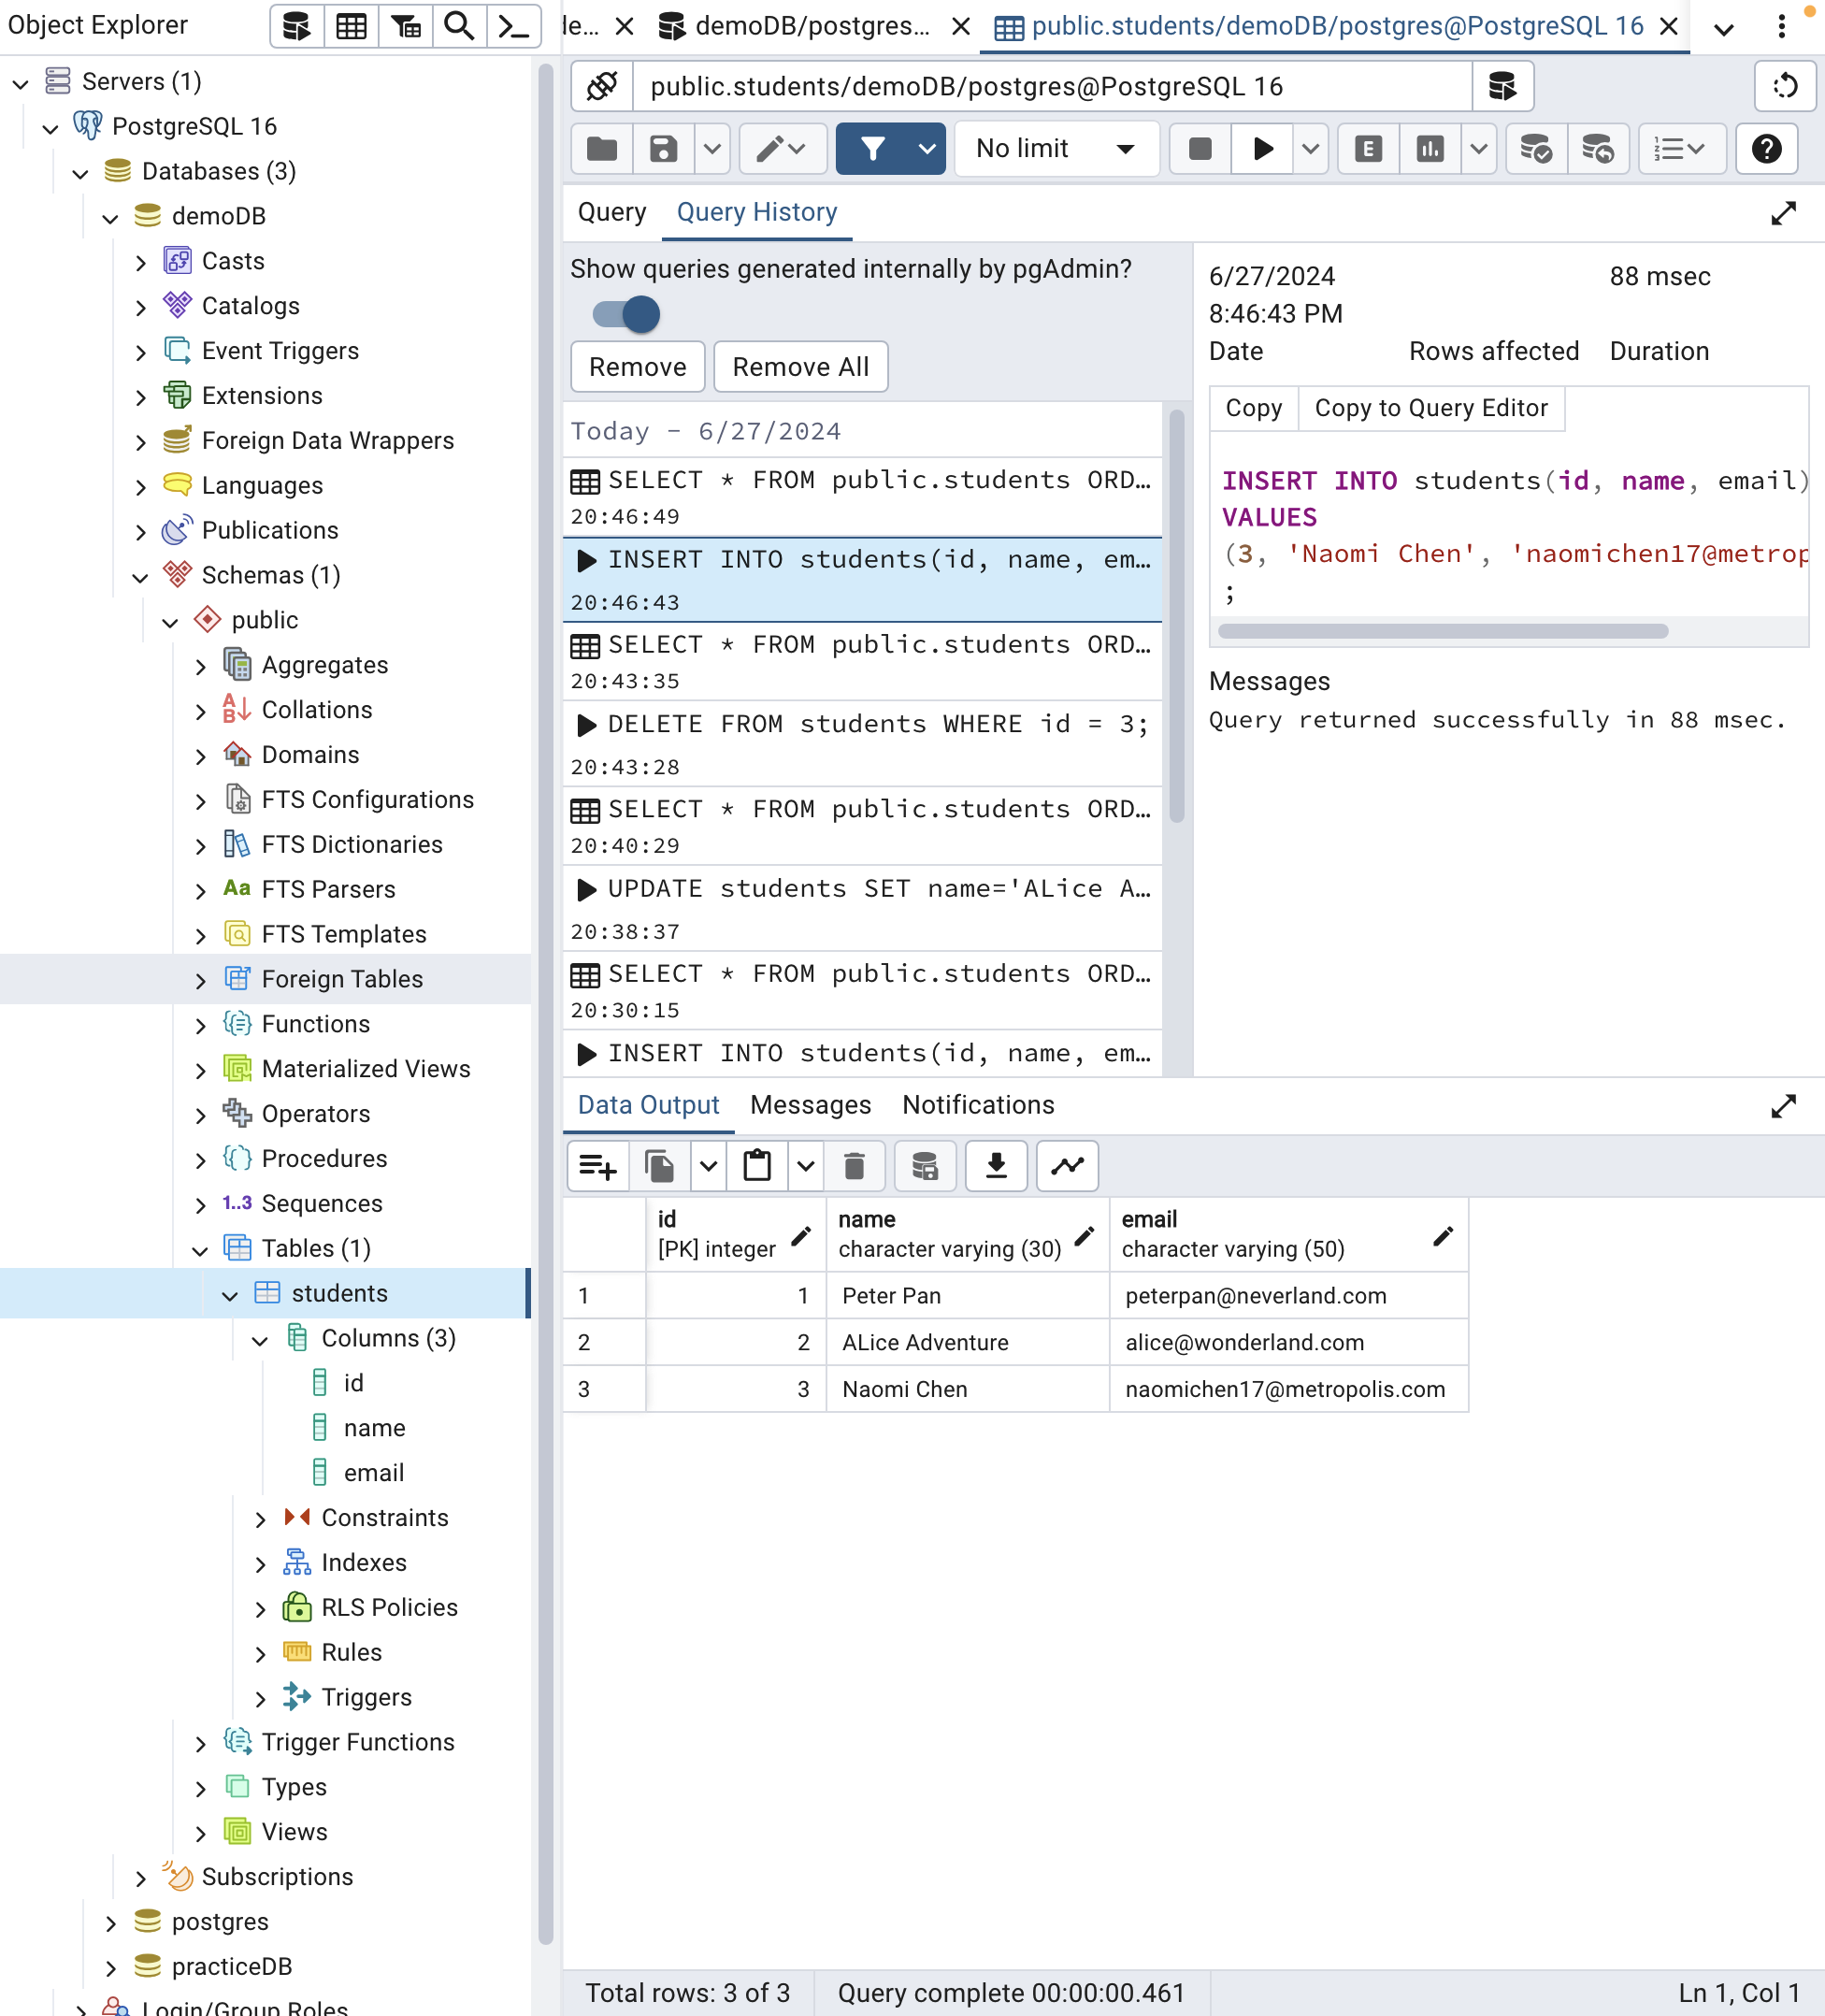 Object Explorer
de...
demoDB/postgres...
public.students/demoDB/postgres@PostgreSQL 16
Servers (1)
PostgreSQL 16
Databases (3)
demoDB
Casts
Catalogs
Event Triggers
Extensions
Foreign Data Wrappers
Languages
Publications
Schemas (1)
public
Aggregates
Collations
Domains
FTS Configurations
FTS Dictionaries
Aa FTS Parsers
FTS Templates
Foreign Tables
Functions
Materialized Views
Operators
Procedures
1..3 Sequences
Tables (1)
students
Columns (3)
id
name
email
Constraints
Indexes
RLS Policies
Rules
Triggers
Trigger Functions
Types
Views
Subscriptions
postgres
practiceDB
Login/Group Roles
public.students/demoDB/postgres@PostgreSQL 16
No limit
E
Query Query History
Show queries generated internally by pgAdmin?
Remove Remove All
Today - 6/27/2024
SELECT * FROM public.students ORD...
20:46:49
INSERT INTO students(id, name, em...
20:46:43
SELECT * FROM public.students ORD...
20:43:35
DELETE FROM students WHERE id = 3;
20:43:28
SELECT * FROM public.students ORD...
20:40:29
UPDATE students SET name='ALice A...
20:38:37
SELECT * FROM public.students ORD...
20:30:15
INSERT INTO students(id, name, em...
6/27/2024 88 msec
8:46:43 PM
Date Rows affected Duration
Copy Copy to Query Editor
INSERT INTO students(id, name, email)
VALUES
(3, 'Naomi Chen', 'naomichen17@metrop
;
Messages
Query returned successfully in 88 msec.
Data Output Messages Notifications
id name email
[PK] integer character varying (30) character varying (50)
1 1 Peter Pan peterpan@neverland.com
2 2 ALice Adventure alice@wonderland.com
3 3 Naomi Chen naomichen17@metropolis.com
Total rows: 3 of 3 Query complete 00:00:00.461 Ln 1, Col 1